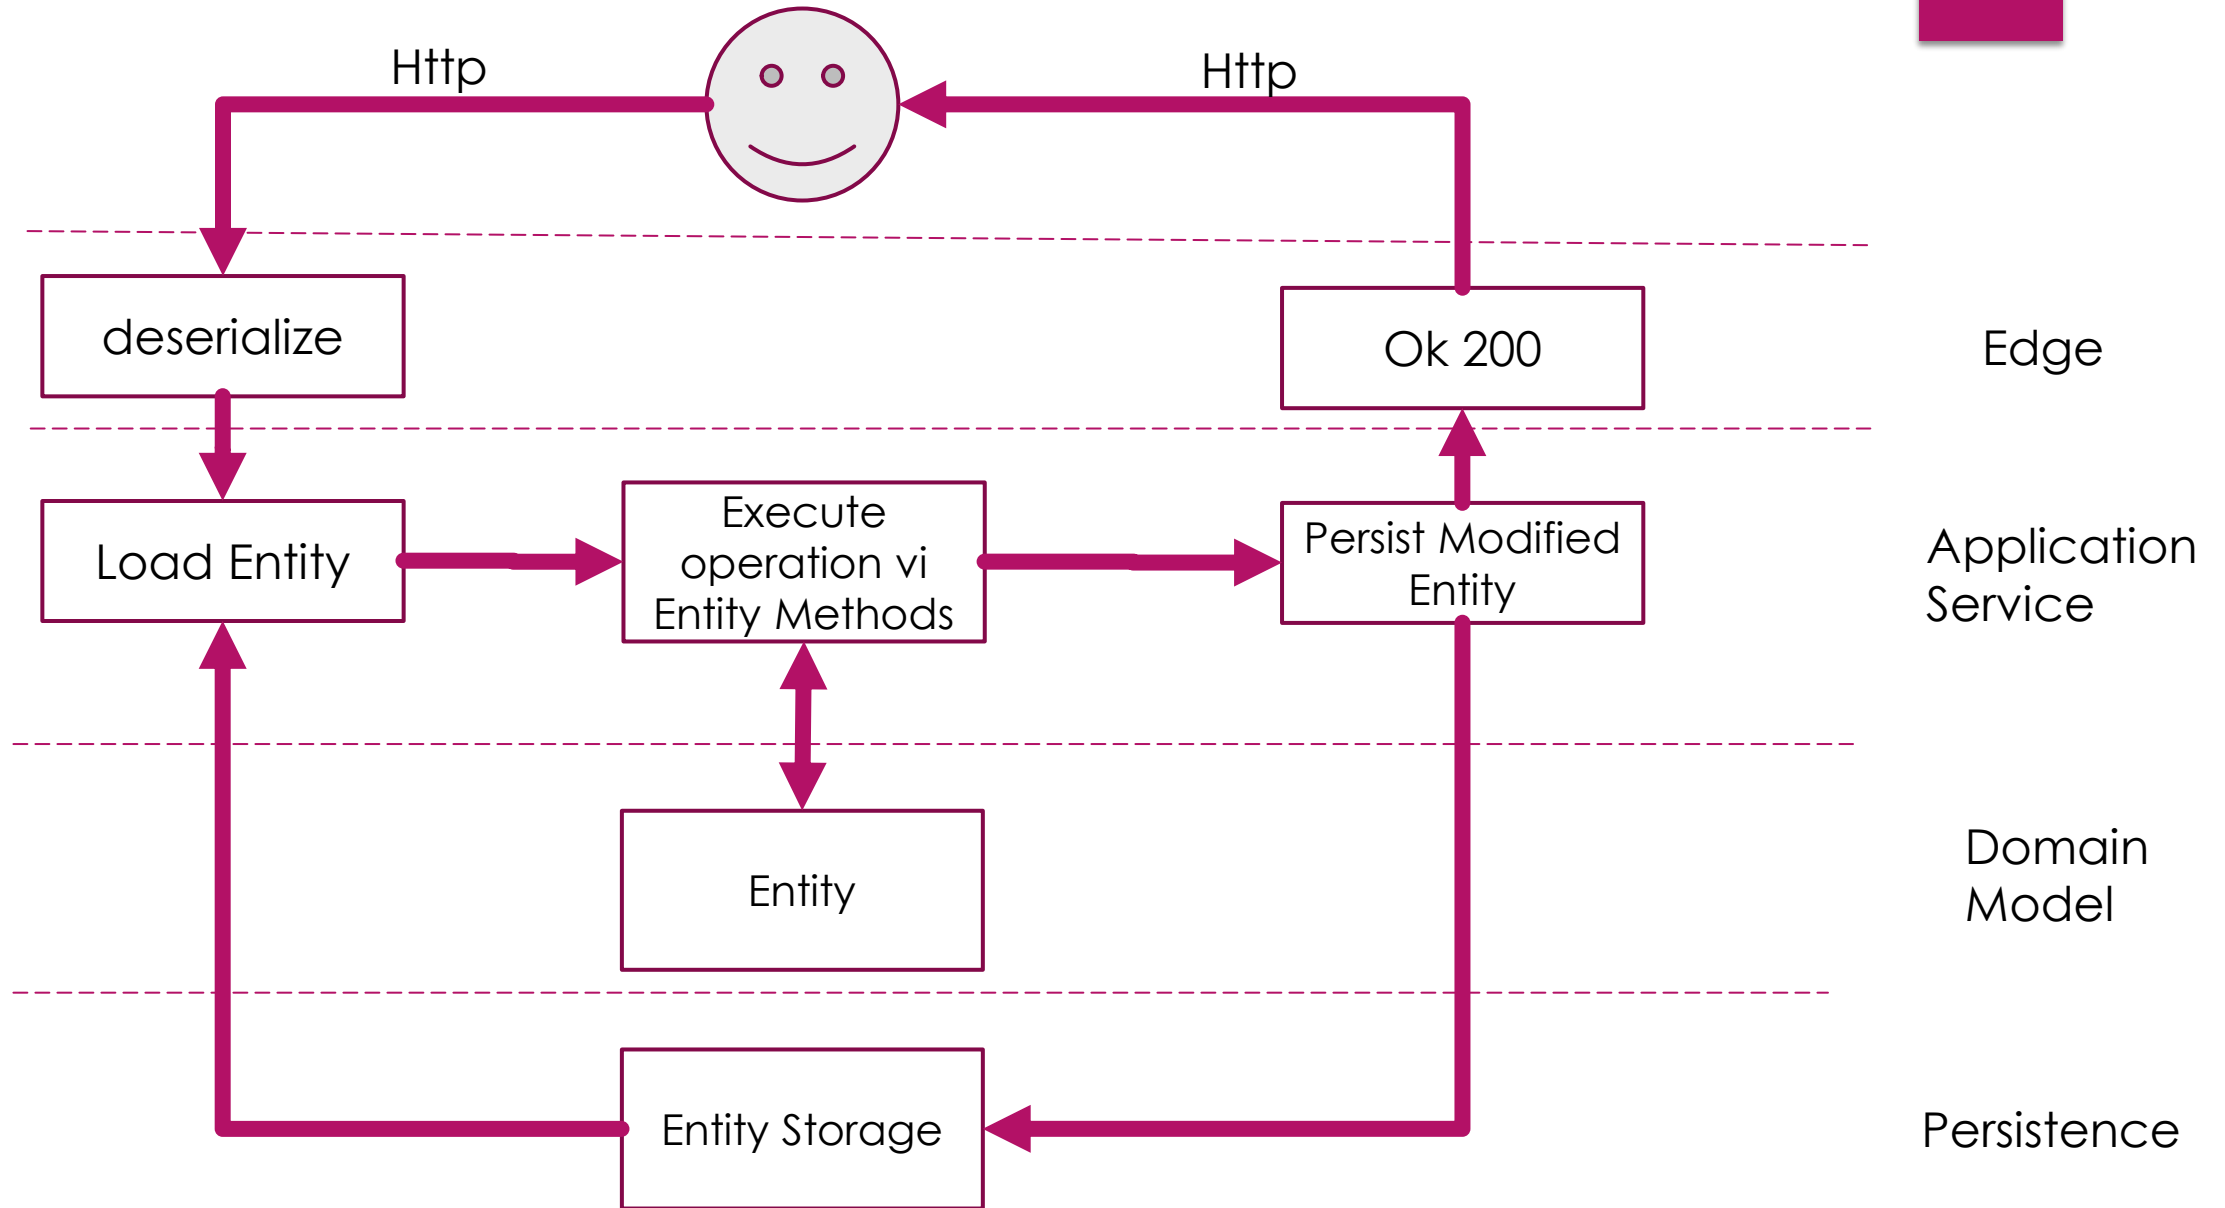 Http
Http
deserialize
Ok 200
Edge
Load Entity
Execute
operation vi
Entity Methods
Persist Modified
Entity
Application
Service
Entity
Domain
Model
Entity Storage
Persistence